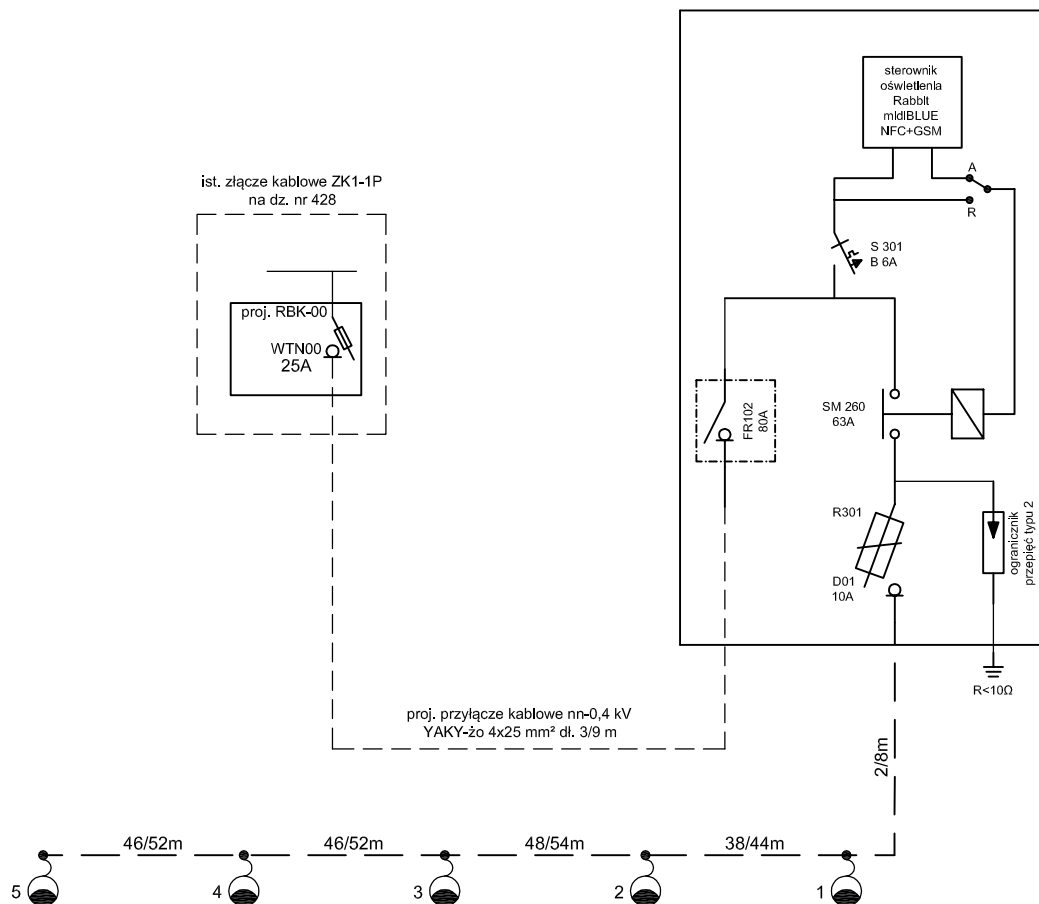 sterownik
oświetlenia
Rabbit
midiBLUE
NFC+GSM
A
R
S 301
B 6A
ist. złącze kablowe ZK1-1P
na dz. nr 428
proj. RBK-00
WTN00
25A
FR102
80A
SM 260
63A
R301
D01
10A
ogranicznik
przepięć typu 2
R<10Ω
proj. przyłącze kablowe nn-0,4 kV
YAKY-żo 4x25 mm² dł. 3/9 m
2/8m
46/52m
46/52m
48/54m
38/44m
5
4
3
2
1